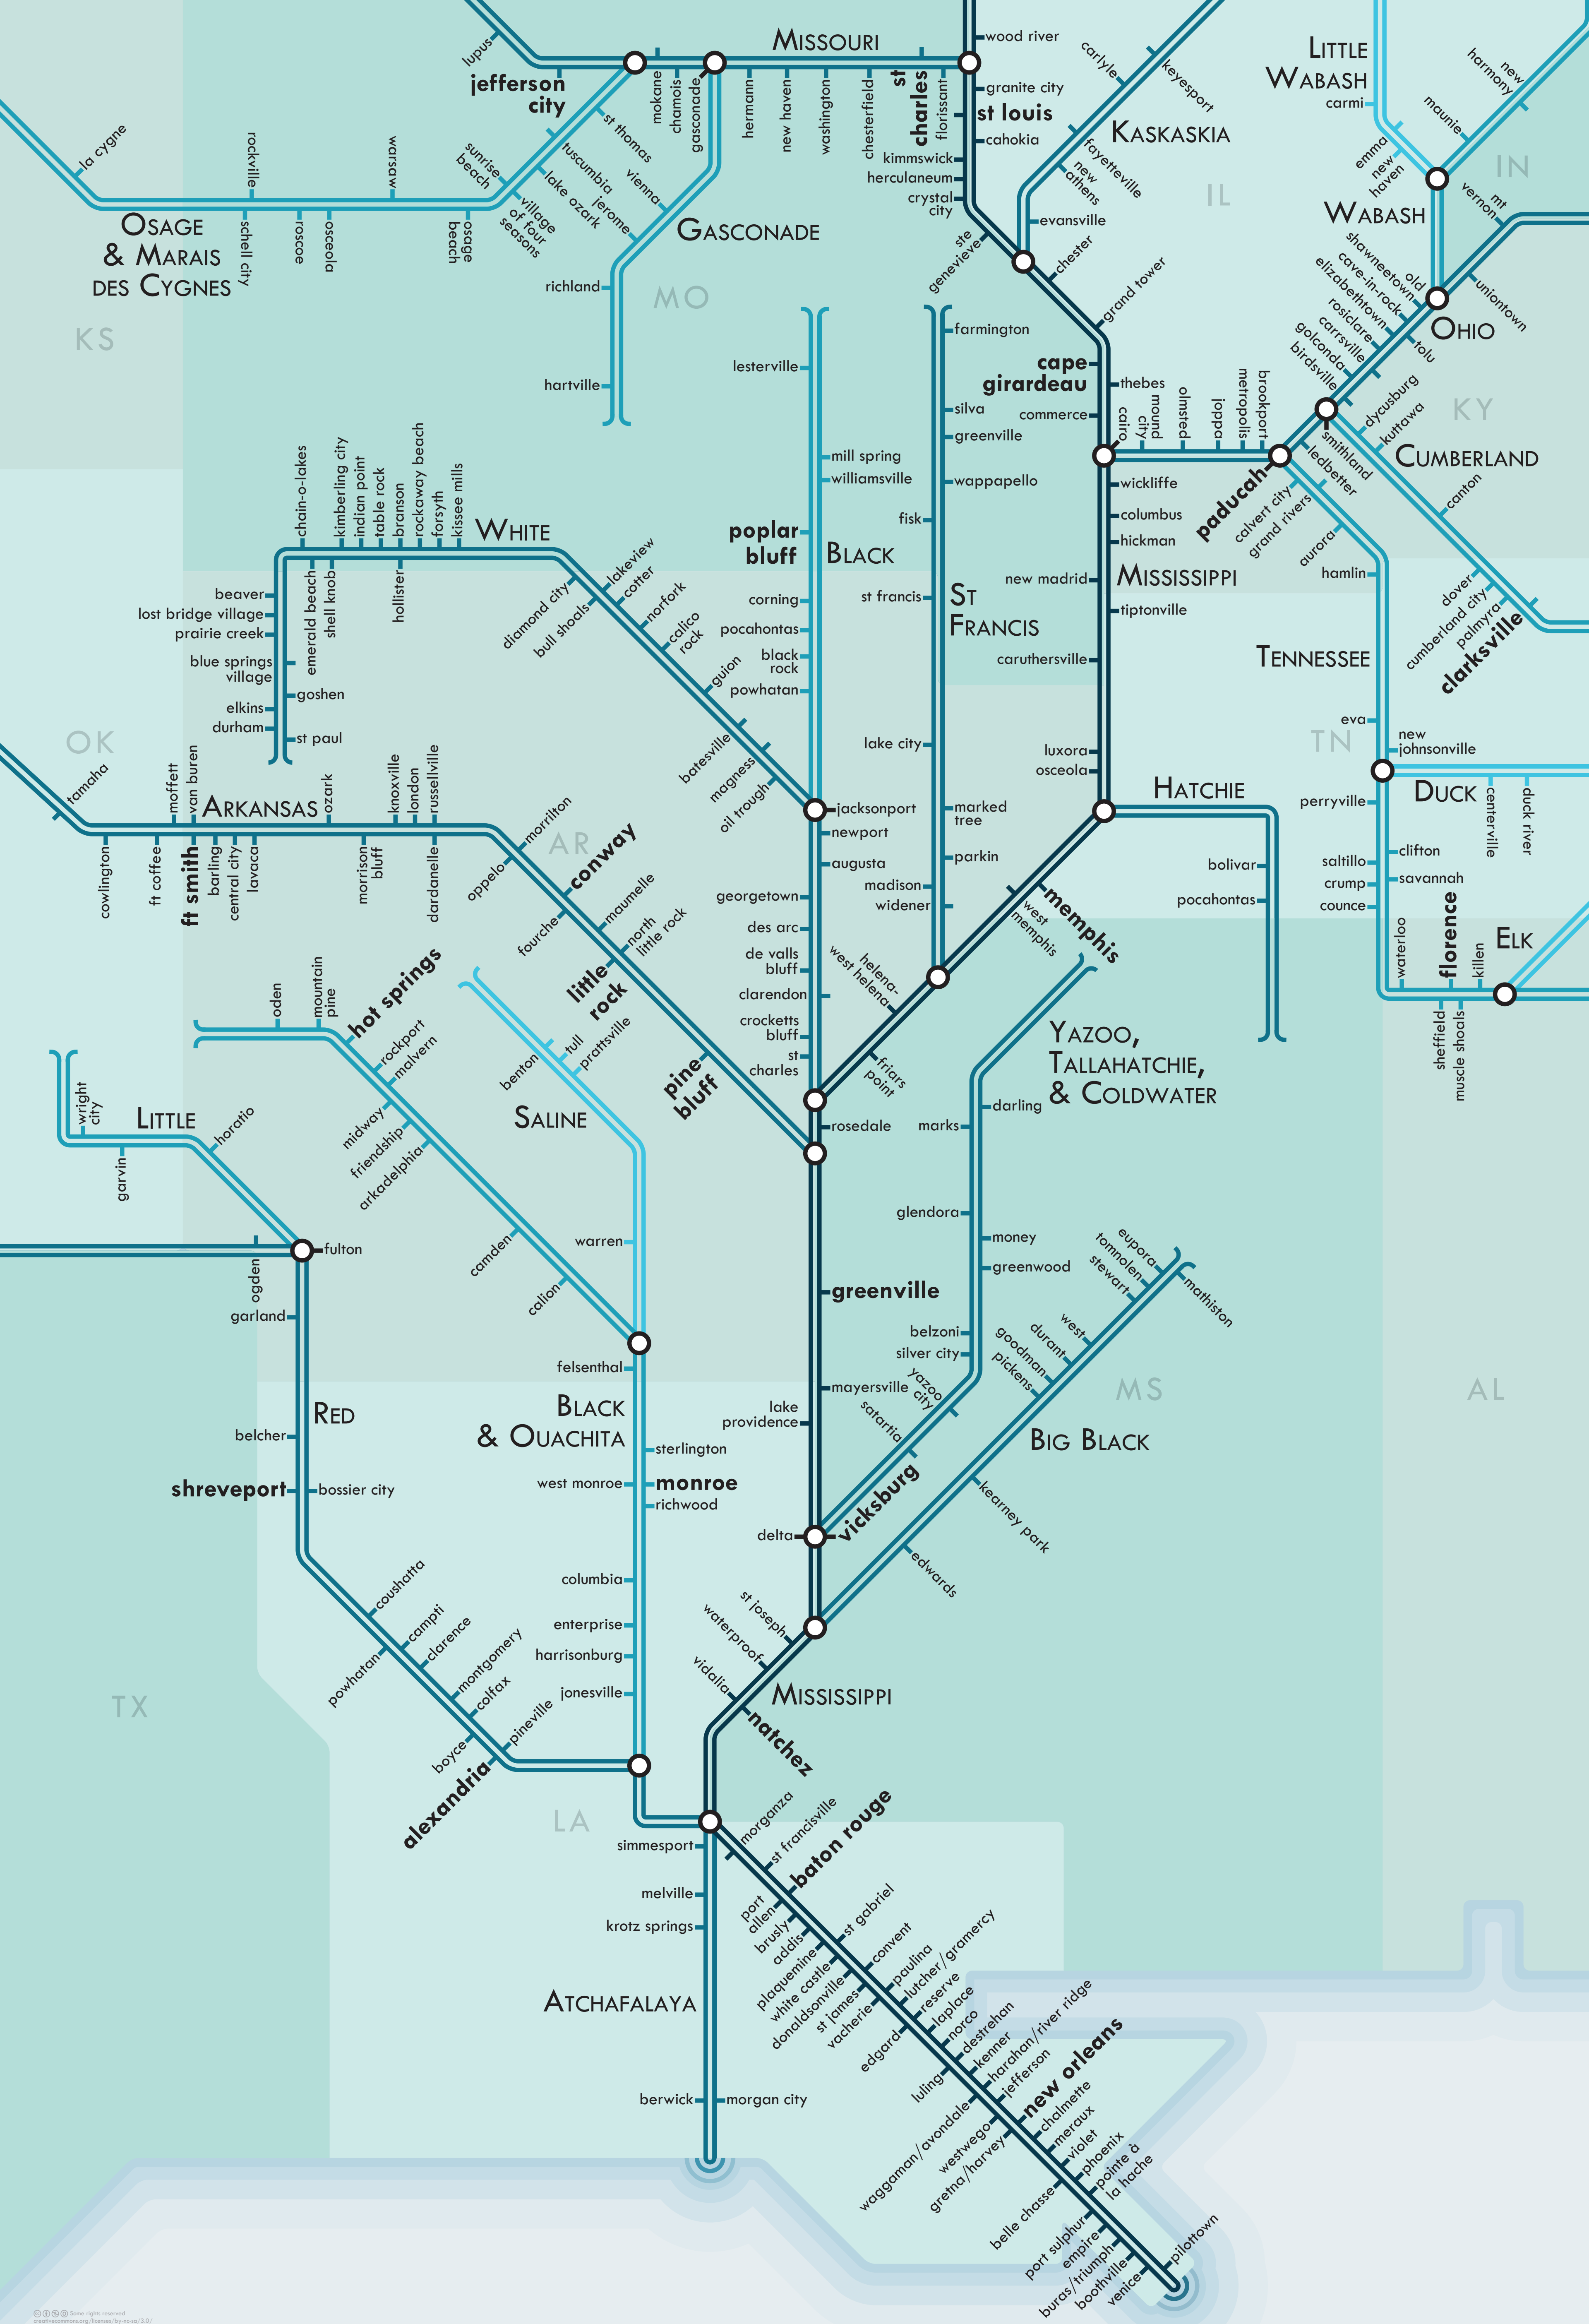 MISSOURI
wood river
lupus
jefferson
city
mokane
chamois
gasconade
hermann
new haven
washington
chesterfield
st
charles
florissant
granite city
st louis
cahokia
kimmswick
herculaneum
crystal
city
ste
genevieve
carlyle
keyesport
KASKASKIA
fayetteville
new
athens
evansville
chester
grand tower
LITTLE
WABASH
carmi
emma
new
haven
maunie
new
harmony
IN
IL
WABASH
mt
vernon
old
shawneetown
cave-in-rock
elizabethtown
rosiclare
carrsville
golconda
birdsville
uniontown
OHIO
tolu
la cygne
rockville
warsaw
OSAGE
& MARAIS
DES CYGNES
schell city
roscoe
osceola
osage
beach
sunrise
beach
village
of four
seasons
lake ozark
tuscumbia
st thomas
vienna
jerome
GASCONADE
richland
hartville
MO
KS
lesterville
mill spring
williamsville
poplar
bluff
BLACK
corning
pocahontas
black
rock
powhatan
farmington
silva
greenville
wappapello
fisk
st francis
ST
FRANCIS
lake city
marked
tree
parkin
madison
widener
cape
girardeau
thebes
commerce
cairo
mound
city
olmsted
joppa
metropolis
brookport
paducah
smithland
ledbetter
dycusburg
kuttawa
KY
CUMBERLAND
canton
dover
cumberland city
palmyra
clarksville
calvert city
grand rivers
aurora
hamlin
TENNESSEE
eva
TN
new
johnsonville
DUCK
centerville
duck river
perryville
clifton
saltillo
savannah
crump
counce
waterloo
florence
killen
ELK
sheffield
muscle shoals
wickliffe
columbus
hickman
MISSISSIPPI
new madrid
tiptonville
caruthersville
luxora
osceola
HATCHIE
bolivar
pocahontas
memphis
west
memphis
helena-
west helena
friars
point
chain-o-lakes
kimberling city
indian point
table rock
branson
rockaway beach
forsyth
kissee mills
WHITE
beaver
lost bridge village
prairie creek
blue springs
village
goshen
elkins
durham
st paul
emerald beach
shell knob
hollister
diamond city
bull shoals
lakeview
cotter
norfork
calico
rock
guion
batesville
magness
oil trough
jacksonport
newport
augusta
georgetown
des arc
de valls
bluff
clarendon
crocketts
bluff
st
charles
OK
tamaha
moffett
van buren
ARKANSAS
ozark
knoxville
london
russellville
cowlington
ft coffee
ft smith
barling
central city
lavaca
morrison
bluff
dardanelle
oppelo
morrilton
AR
conway
fourche
maumelle
north
little rock
little
rock
pine
bluff
oden
mountain
pine
hot springs
rockport
malvern
midway
friendship
arkadelphia
camden
calion
benton
tull
prattsville
SALINE
warren
wright
city
LITTLE
garvin
horatio
fulton
ogden
garland
RED
belcher
shreveport
bossier city
coushatta
powhatan
campti
clarence
montgomery
colfax
boyce
pineville
alexandria
felsenthal
BLACK
& OUACHITA
sterlington
west monroe
monroe
richwood
columbia
enterprise
harrisonburg
jonesville
rosedale
greenville
mayersville
lake
providence
delta
vicksburg
YAZOO,
TALLAHATCHIE,
& COLDWATER
darling
marks
glendora
money
greenwood
belzoni
silver city
yazoo
city
satartia
eupora
tomnolen
stewart
mathiston
west
durant
goodman
pickens
BIG BLACK
kearney park
edwards
MS
AL
TX
LA
st joseph
waterproof
vidalia
MISSISSIPPI
natchez
simmesport
melville
krotz springs
ATCHAFALAYA
berwick
morgan city
morganza
st francisville
baton rouge
port
allen
brusly
addis
plaquemine
white castle
donaldsonville
st james
vacherie
edgard
st gabriel
convent
paulina
lutcher/gramercy
reserve
laplace
norco
destrehan
kenner
harahan/river ridge
jefferson
new orleans
luling
waggaman/avondale
westwego
gretna/harvey
chalmette
meraux
violet
phoenix
pointe à
la hache
belle chasse
port sulphur
empire
buras/triumph
boothville
venice
pilottown
Some rights reserved
creativecommons.org/licenses/by-nc-sa/3.0/